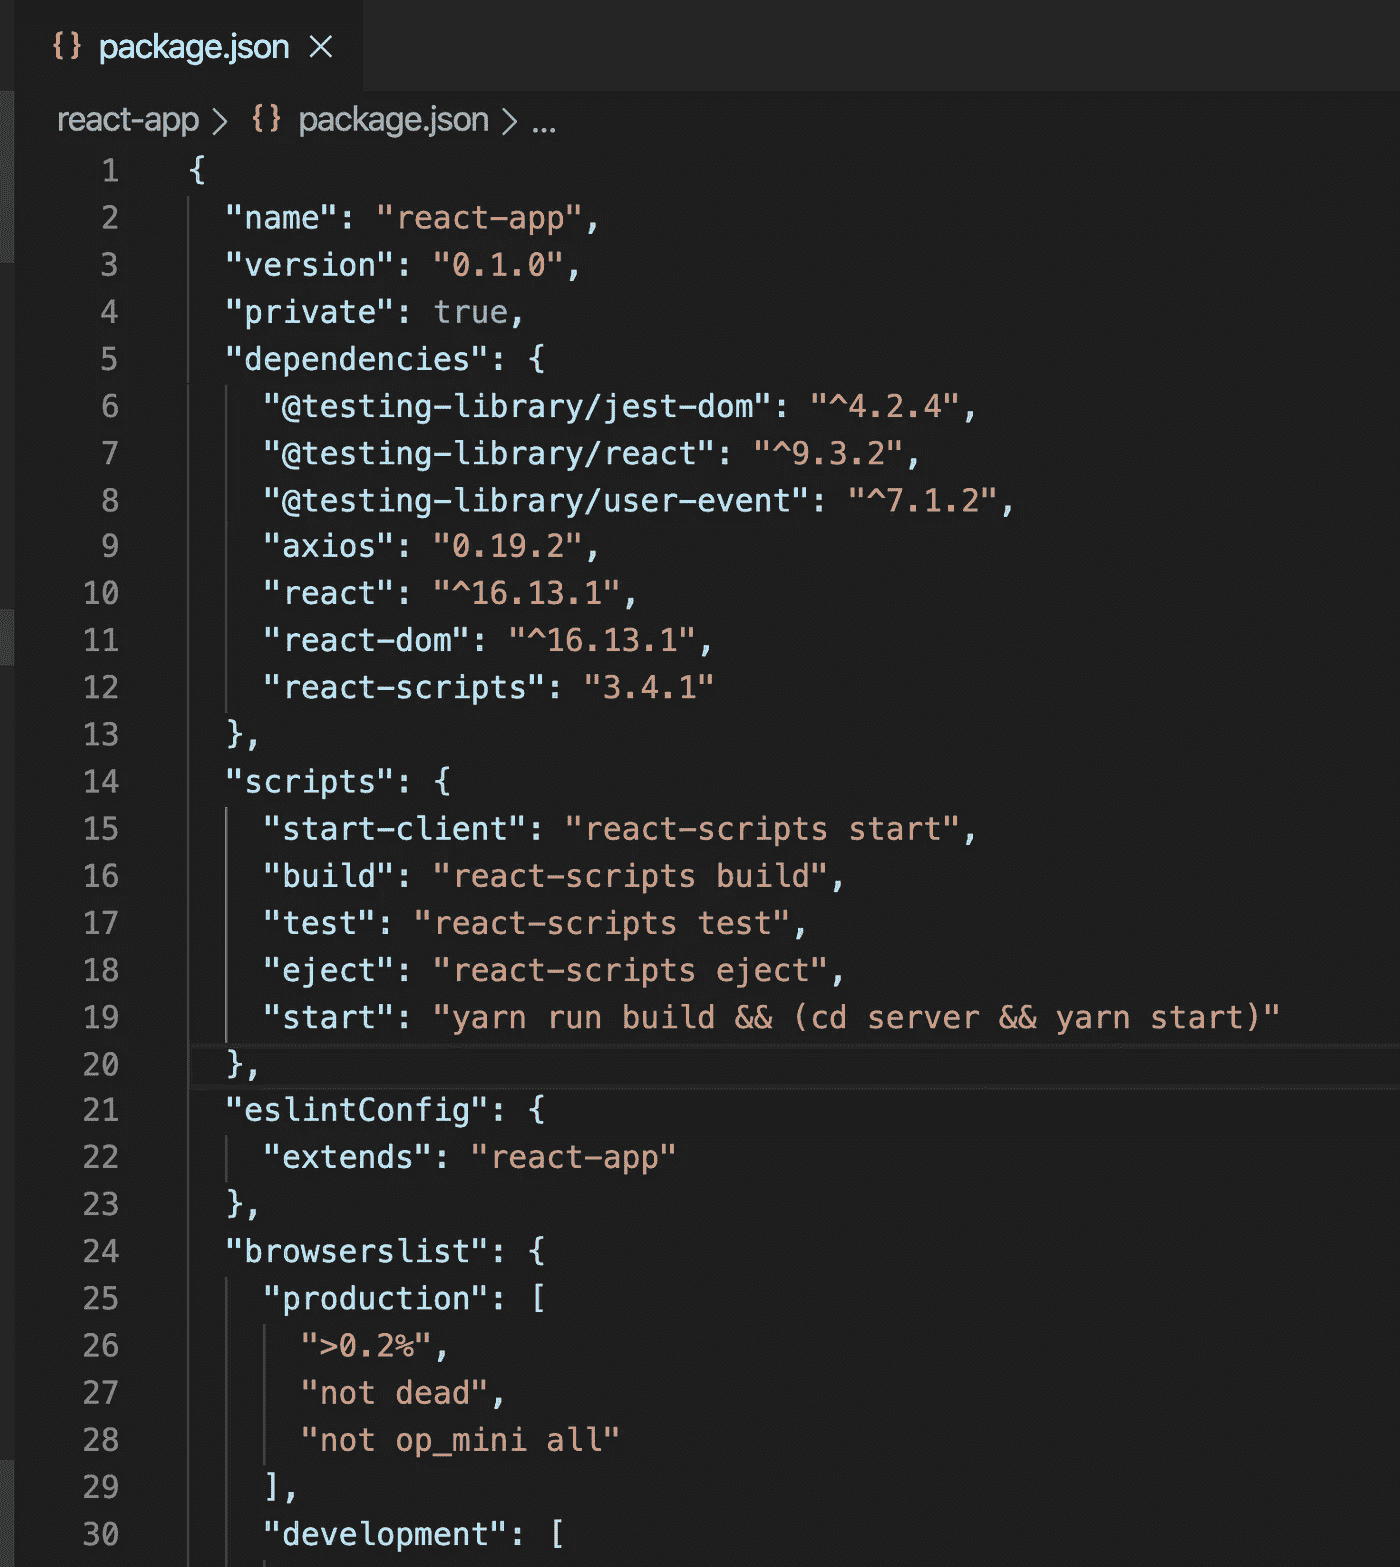 {} package.json ×
react-app > {} package.json > ...
1 {
2   "name": "react-app",
3   "version": "0.1.0",
4   "private": true,
5   "dependencies": {
6     "@testing-library/jest-dom": "^4.2.4",
7     "@testing-library/react": "^9.3.2",
8     "@testing-library/user-event": "^7.1.2",
9     "axios": "0.19.2",
10     "react": "^16.13.1",
11     "react-dom": "^16.13.1",
12     "react-scripts": "3.4.1"
13   },
14   "scripts": {
15     "start-client": "react-scripts start",
16     "build": "react-scripts build",
17     "test": "react-scripts test",
18     "eject": "react-scripts eject",
19     "start": "yarn run build && (cd server && yarn start)"
20   },
21   "eslintConfig": {
22     "extends": "react-app"
23   },
24   "browserslist": {
25     "production": [
26       ">0.2%",
27       "not dead",
28       "not op_mini all"
29     ],
30     "development": [